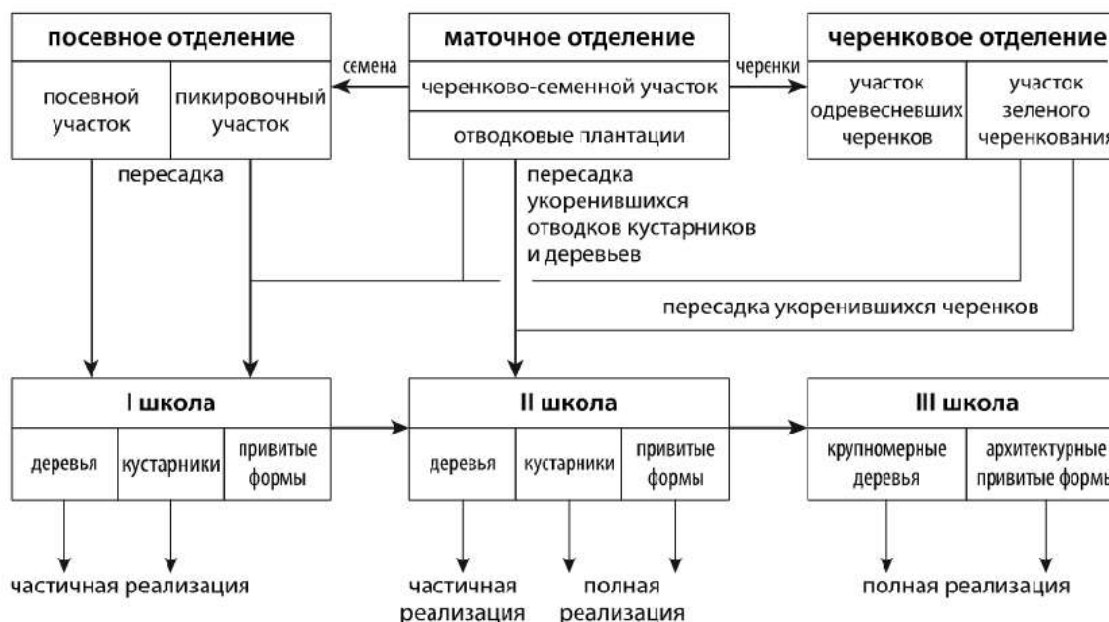 посевное отделение
посевной
участок
пикировочный
участок
семена
маточное отделение
черенково-семенной участок
отводковые плантации
черенки
черенковое отделение
участок
одревесневших
черенков
участок
зеленого
черенкования
пересадка
пересадка
укоренившихся
отводков кустарников
и деревьев
пересадка укоренившихся черенков
I школа
деревья
кустарники
привитые
формы
II школа
деревья
кустарники
привитые
формы
III школа
крупномерные
деревья
архитектурные
привитые формы
частичная реализация
частичная
реализация
полная
реализация
полная реализация